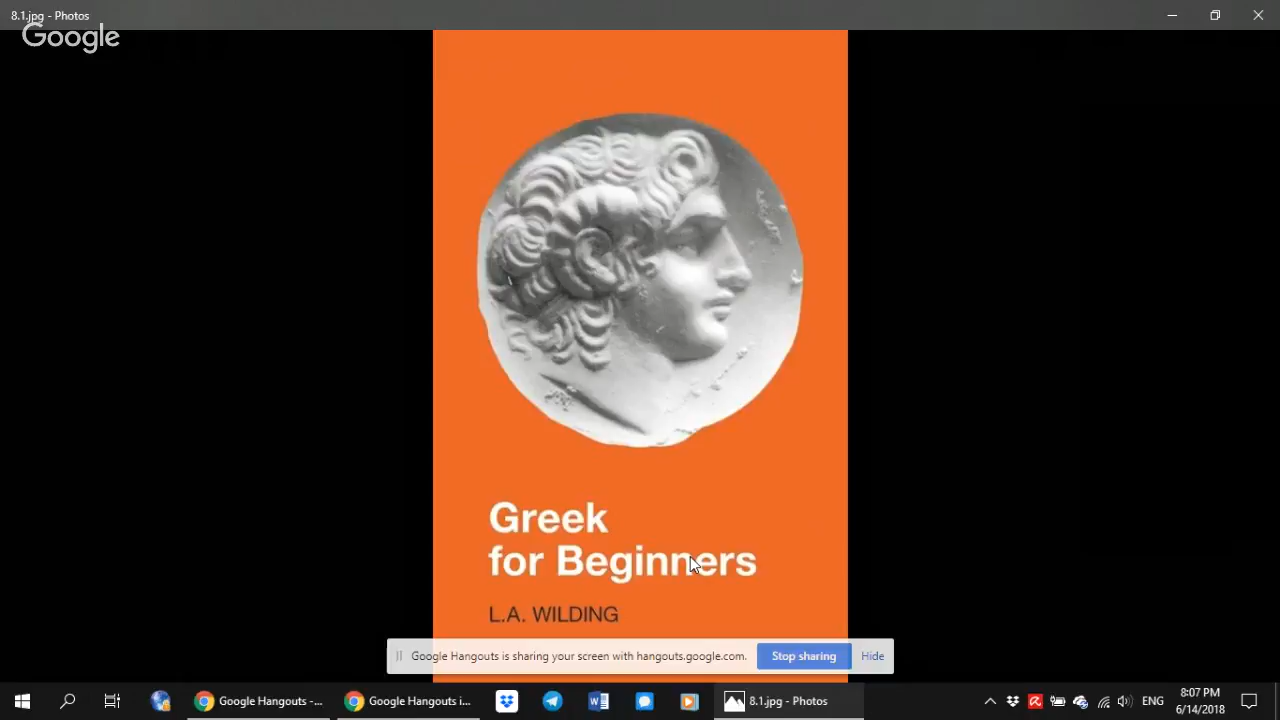 8.1.jpg - Photos
Google
Greek
for Beginners
L.A. WILDING
Google Hangouts is sharing your screen with hangouts.google.com.
Stop sharing
Hide
Google Hangouts -...
Google Hangouts i...
8.1.jpg - Photos
ENG
8:07 PM
6/14/2018